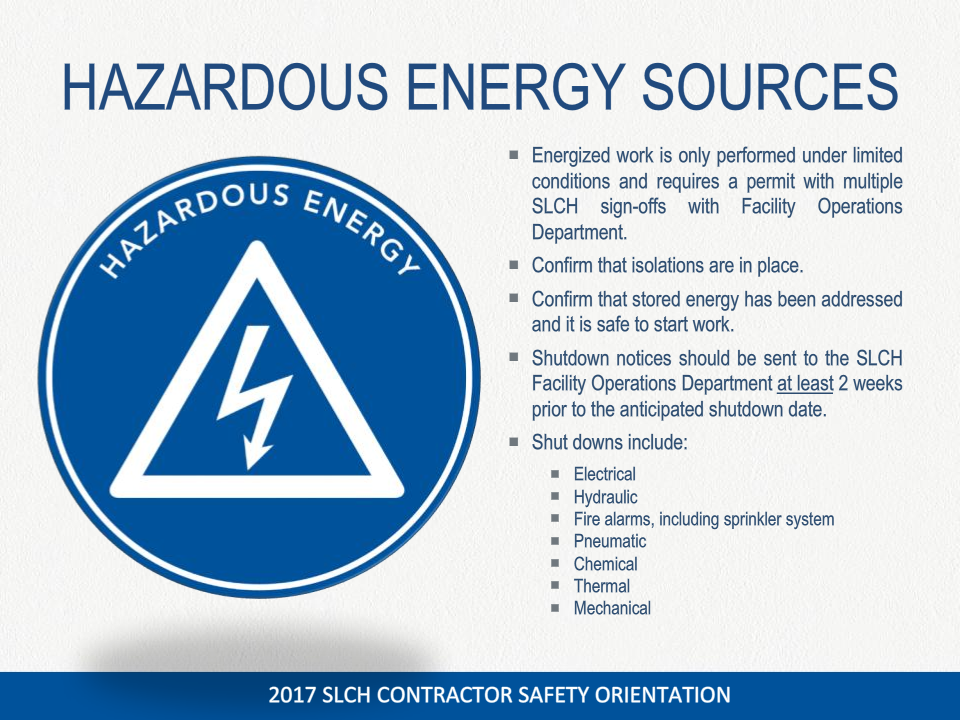 HAZARDOUS ENERGY SOURCES
HAZARDOUS ENERGY
■ Energized work is only performed under limited
conditions and requires a permit with multiple
SLCH sign-offs with Facility Operations
Department.
■ Confirm that isolations are in place.
■ Confirm that stored energy has been addressed
and it is safe to start work.
■ Shutdown notices should be sent to the SLCH
Facility Operations Department at least 2 weeks
prior to the anticipated shutdown date.
■ Shut downs include:
■ Electrical
■ Hydraulic
■ Fire alarms, including sprinkler system
■ Pneumatic
■ Chemical
■ Thermal
■ Mechanical
2017 SLCH CONTRACTOR SAFETY ORIENTATION